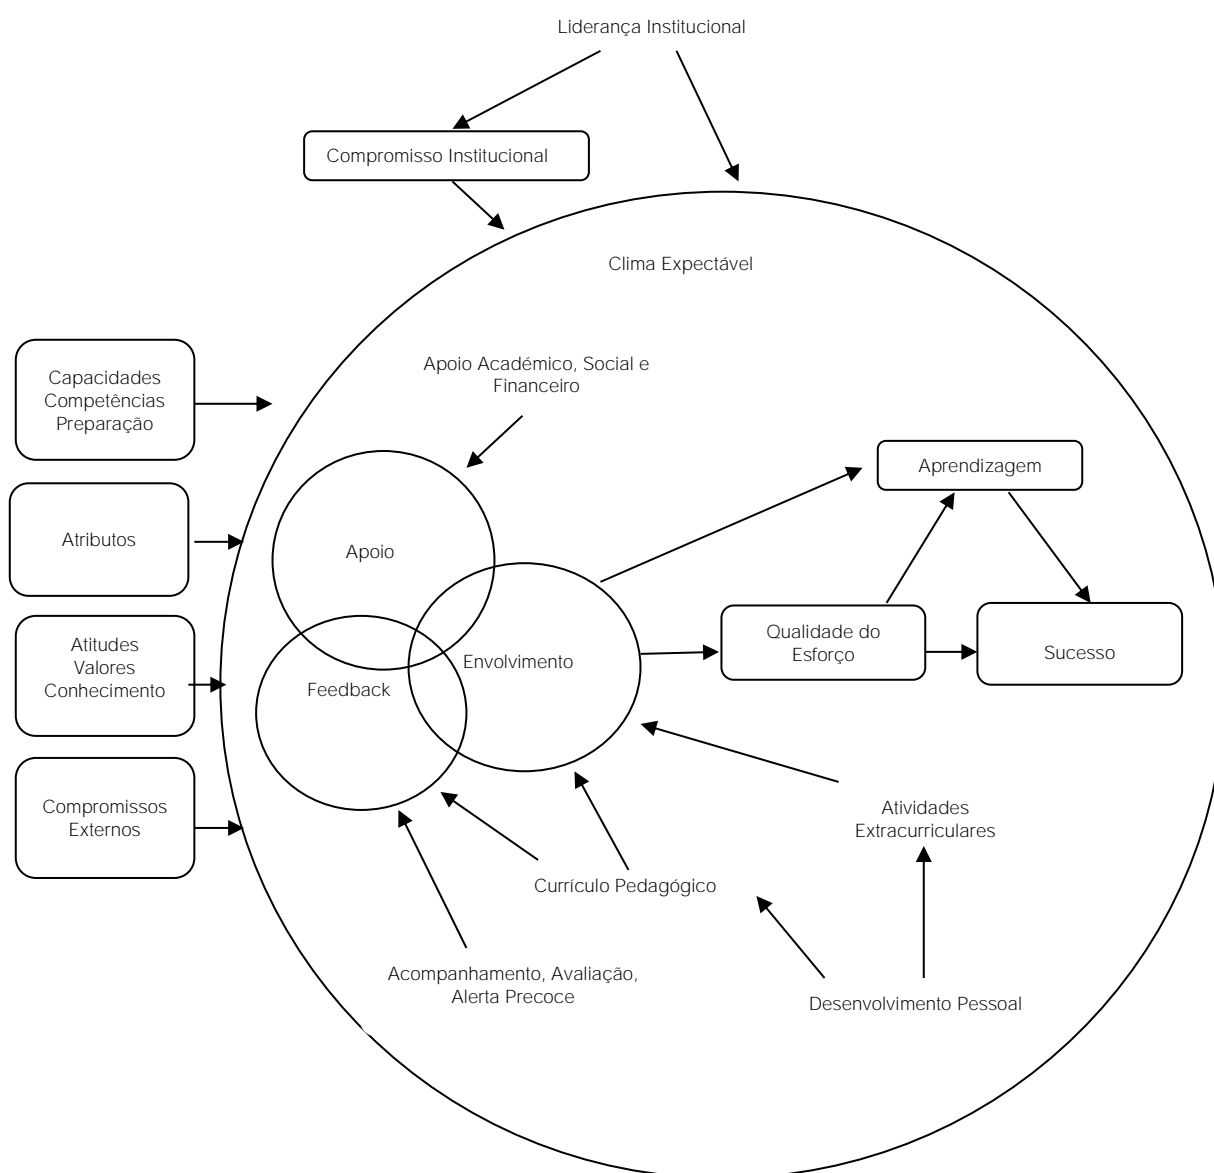 Liderança Institucional
Compromisso Institucional
Clima Expectável
Apoio Académico, Social e
Financeiro
Capacidades
Competências
Preparação
Aprendizagem
Atributos
Apoio
Qualidade do
Esforço
Sucesso
Atitudes
Valores
Conhecimento
Envolvimento
Feedback
Compromissos
Externos
Atividades
Extracurriculares
Currículo Pedagógico
Acompanhamento, Avaliação,
Alerta Precoce
Desenvolvimento Pessoal